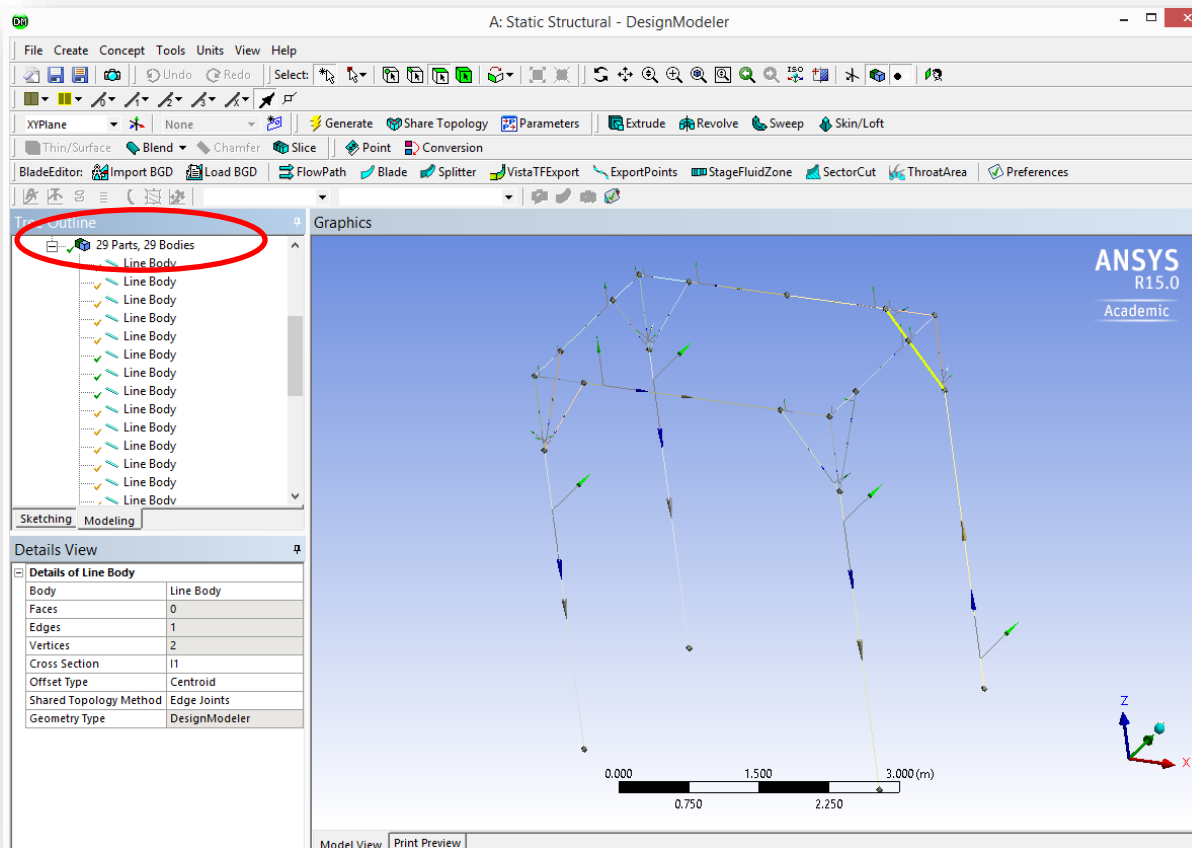 DM A: Static Structural - DesignModeler
File Create Concept Tools Units View Help
Undo Redo Select: ISO
XYPlane None Generate Share Topology Parameters Extrude Revolve Sweep Skin/Loft
Thin/Surface Blend Chamfer Slice Point Conversion
BladeEditor: Import BGD Load BGD FlowPath Blade Splitter VistaTFExport ExportPoints StageFluidZone SectorCut ThroatArea Preferences
Tree Outline
29 Parts, 29 Bodies
Line Body
Line Body
Line Body
Line Body
Line Body
Line Body
Line Body
Line Body
Line Body
Line Body
Line Body
Line Body
Line Body
Line Body
Sketching Modeling
Details View
Details of Line Body
Body Line Body
Faces 0
Edges 1
Vertices 2
Cross Section I1
Offset Type Centroid
Shared Topology Method Edge Joints
Geometry Type DesignModeler
Graphics
ANSYS
R15.0
Academic
Z
X
0.000 1.500 3.000 (m)
0.750 2.250
Model View Print Preview